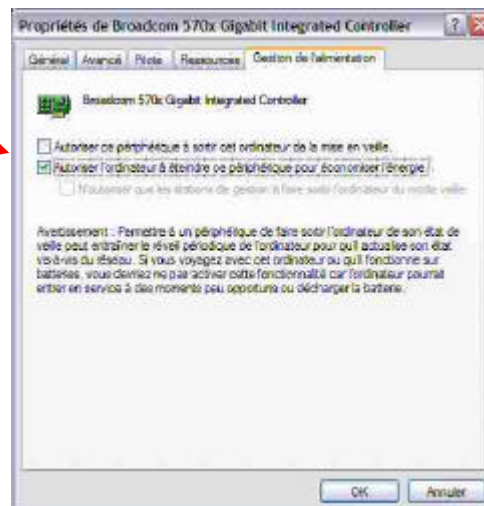 Propriétés de Broadcom 570x Gigabit Integrated Controller
Général Avancé Pilote Ressources Gestion de l'alimentation
Broadcom 570x Gigabit Integrated Controller
Autoriser ce périphérique à sortir cet ordinateur de la mise en veille.
Autoriser l'ordinateur à éteindre ce périphérique pour économiser l'énergie.
N'autoriser que les stations de gestion à faire sortir l'ordinateur du mode veille
Avertissement : Permettre à un périphérique de faire sortir l'ordinateur de son état de
veille peut entraîner le réveil périodique de l'ordinateur pour qu'il actualise son état
vis-à-vis du réseau. Si vous voyagez avec cet ordinateur ou qu'il fonctionne sur
batteries, vous devriez ne pas activer cette fonctionnalité car l'ordinateur pourrait
entrer en service à des moments peu opportuns ou décharger la batterie.
OK Annuler